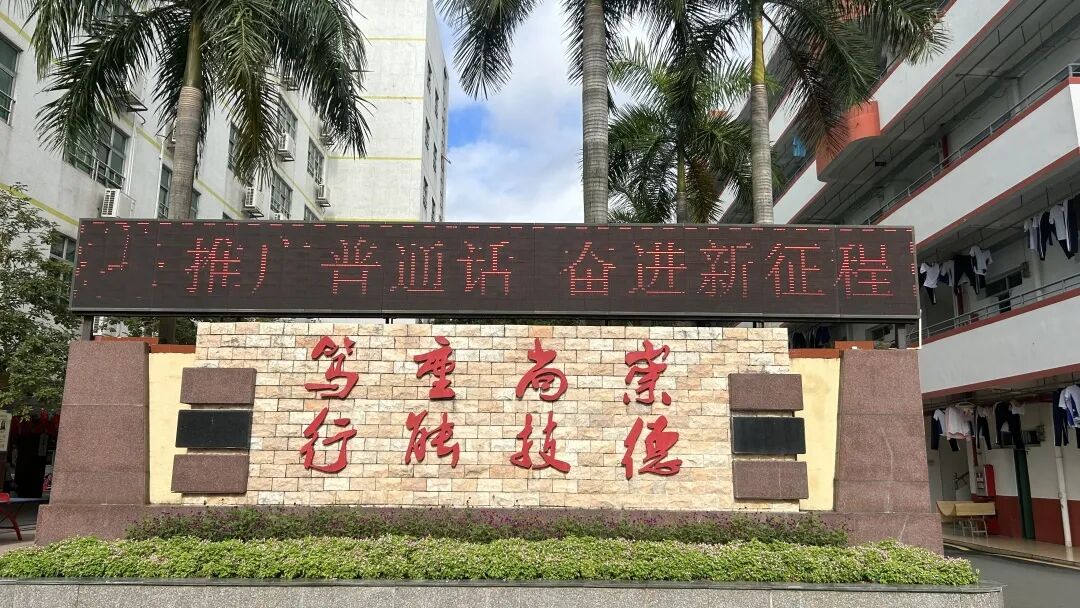 推广普通话 奋进新征程
崇德
尚技
重能
笃行